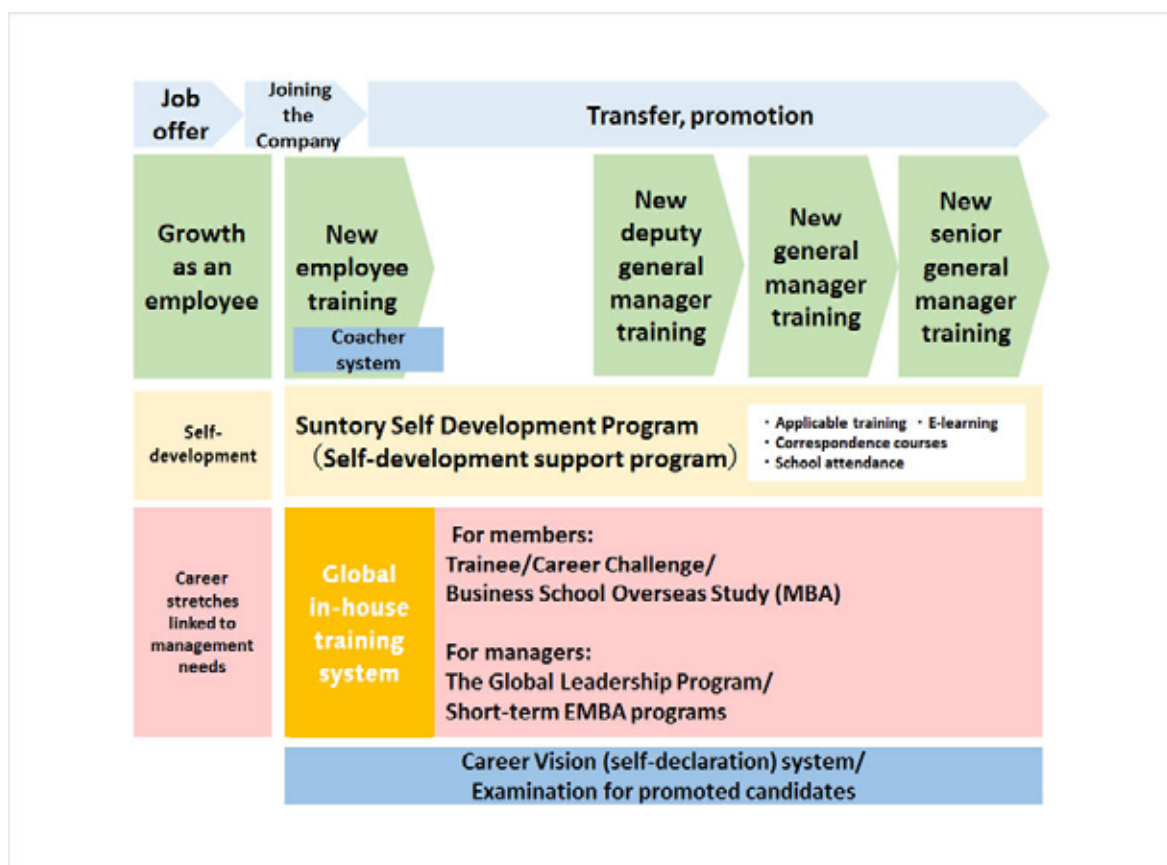 Job
offer
Joining
the
Company
Transfer, promotion
Growth
as an
employee
New
employee
training
Coacher
system
New
deputy
general
manager
training
New
general
manager
training
New
senior
general
manager
training
Self-
development
Suntory Self Development Program
（Self-development support program）
・Applicable training ・E-learning
・Correspondence courses
・School attendance
Career
stretches
linked to
management
needs
Global
in-house
training
system
For members:
Trainee/Career Challenge/
Business School Overseas Study (MBA)
For managers:
The Global Leadership Program/
Short-term EMBA programs
Career Vision (self-declaration) system/
Examination for promoted candidates